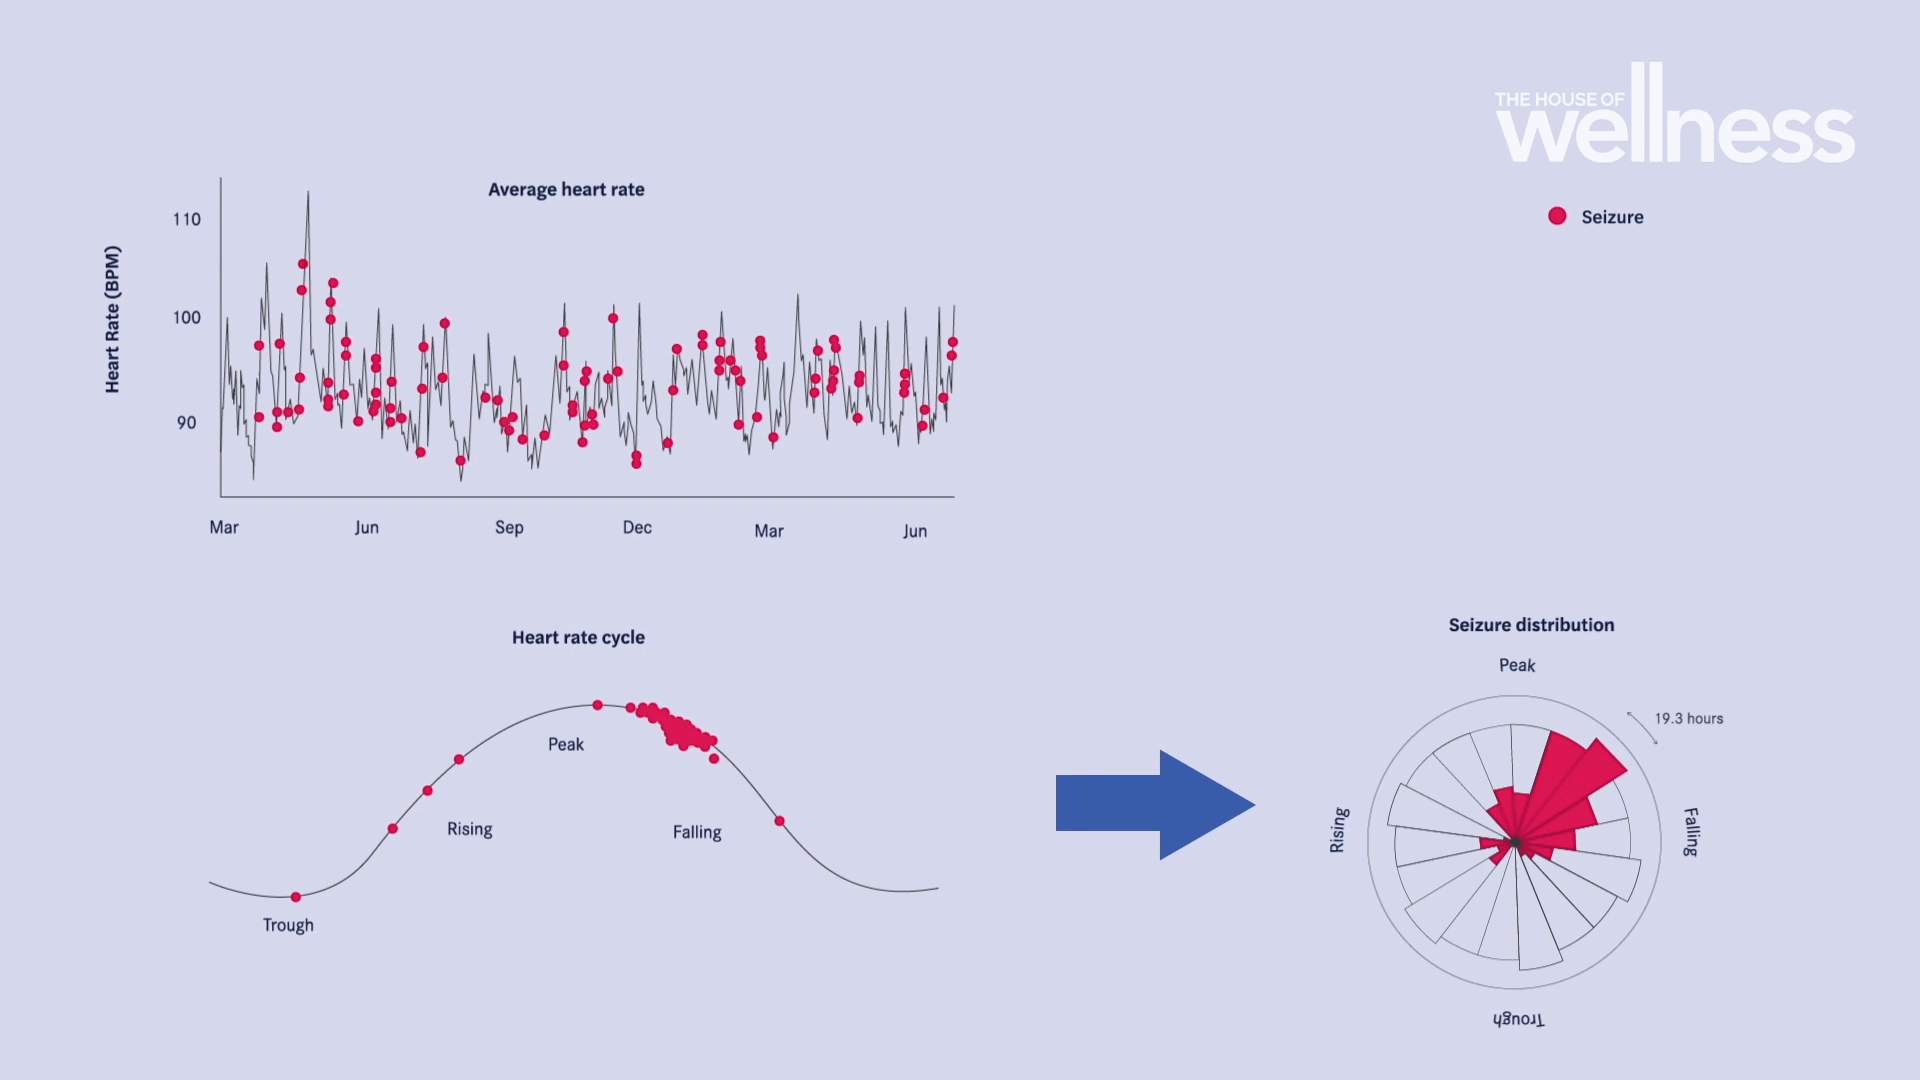 THE HOUSE OF
wellness
Seizure
Average heart rate
Heart Rate (BPM)
110
100
90
Mar
Jun
Sep
Dec
Mar
Jun
Heart rate cycle
Peak
Rising
Falling
Trough
Seizure distribution
Peak
19.3 hours
Rising
Falling
Trough